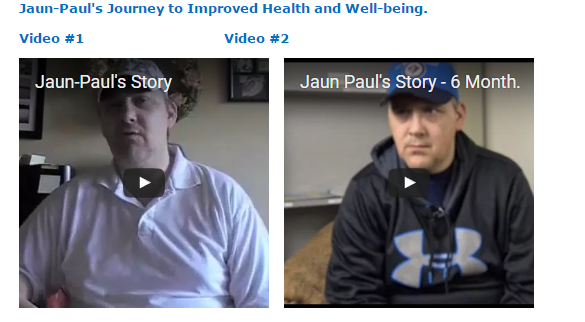 Jaun-Paul's Journey to Improved Health and Well-being.
Video #1 Video #2
Jaun-Paul's Story Jaun Paul's Story - 6 Month.